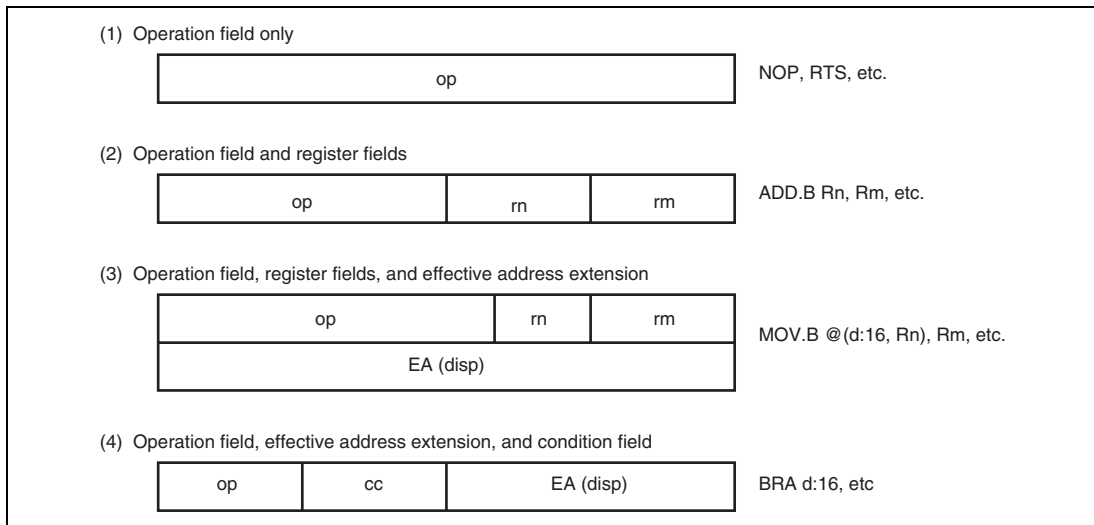 (1) Operation field only
op
NOP, RTS, etc.
(2) Operation field and register fields
op rn rm
ADD.B Rn, Rm, etc.
(3) Operation field, register fields, and effective address extension
op rn rm
MOV.B @(d:16, Rn), Rm, etc.
EA (disp)
(4) Operation field, effective address extension, and condition field
op cc EA (disp)
BRA d:16, etc